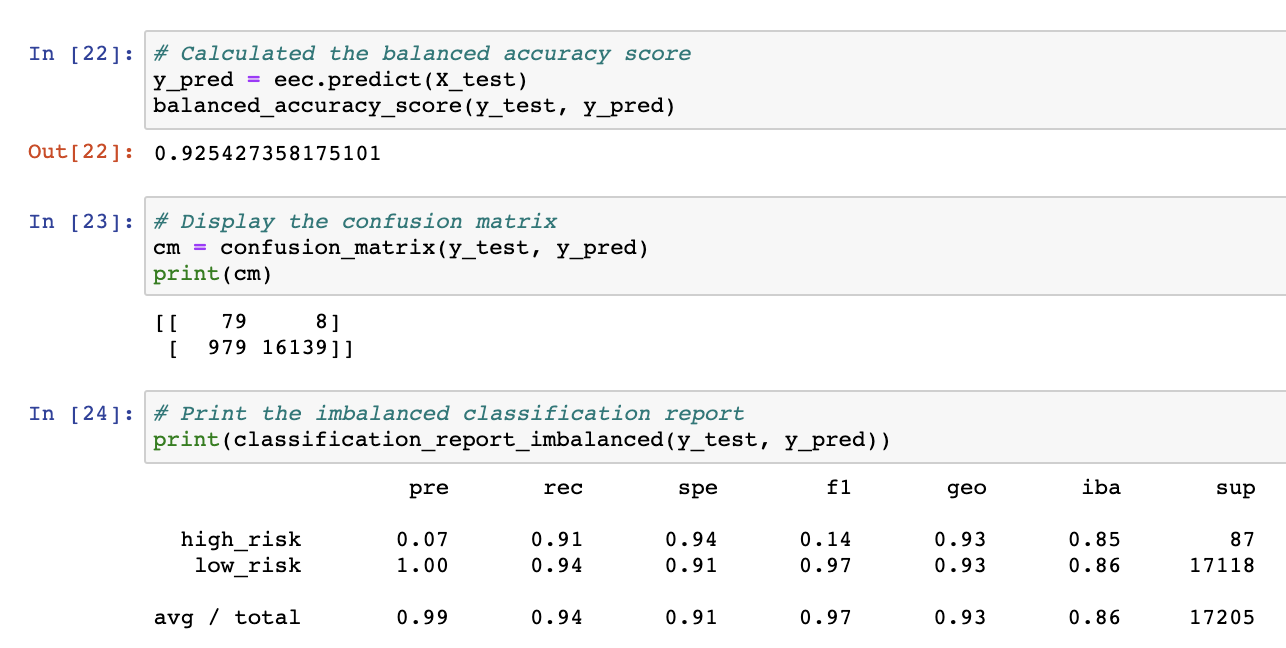 In [22]: # Calculated the balanced accuracy score
y_pred = eec.predict(X_test)
balanced_accuracy_score(y_test, y_pred)
Out[22]: 0.925427358175101
In [23]: # Display the confusion matrix
cm = confusion_matrix(y_test, y_pred)
print(cm)
[[   79     8]
 [  979 16139]]
In [24]: # Print the imbalanced classification report
print(classification_report_imbalanced(y_test, y_pred))
pre rec spe f1 geo iba sup
high_risk 0.07 0.91 0.94 0.14 0.93 0.85 87
low_risk 1.00 0.94 0.91 0.97 0.93 0.86 17118
avg / total 0.99 0.94 0.91 0.97 0.93 0.86 17205